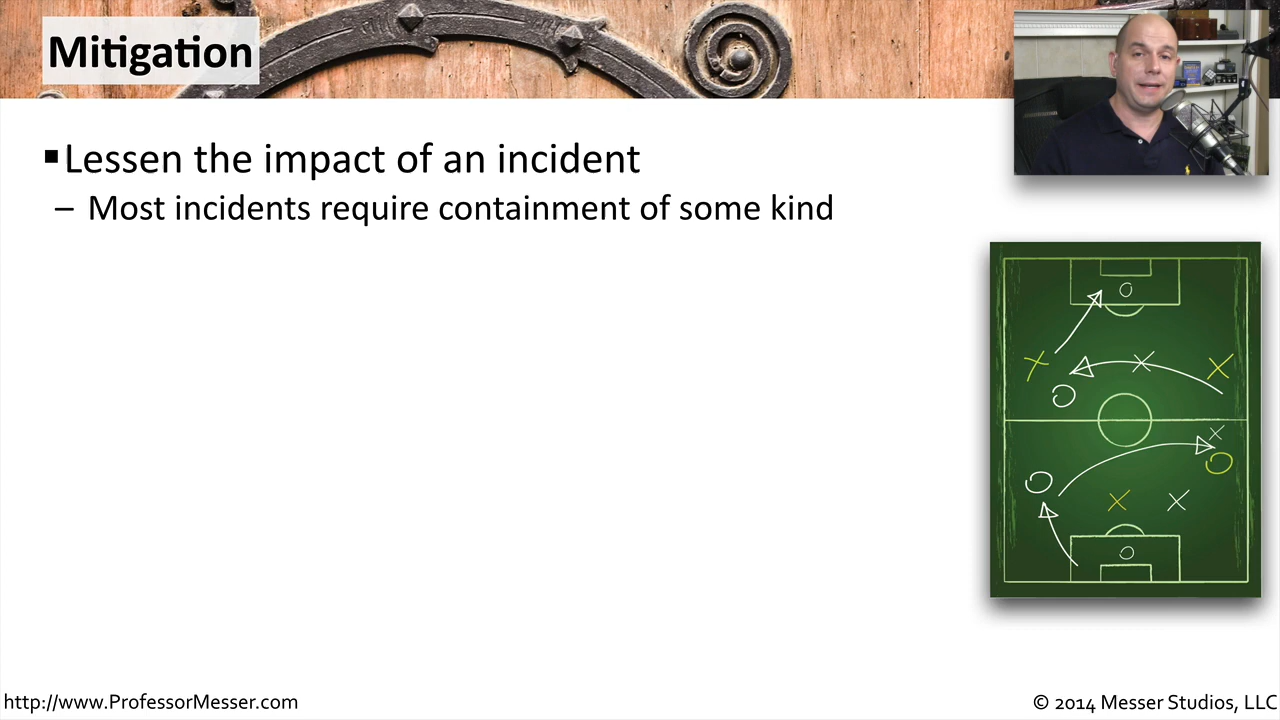 Mitigation
▪Lessen the impact of an incident
– Most incidents require containment of some kind
http://www.ProfessorMesser.com
© 2014 Messer Studios, LLC